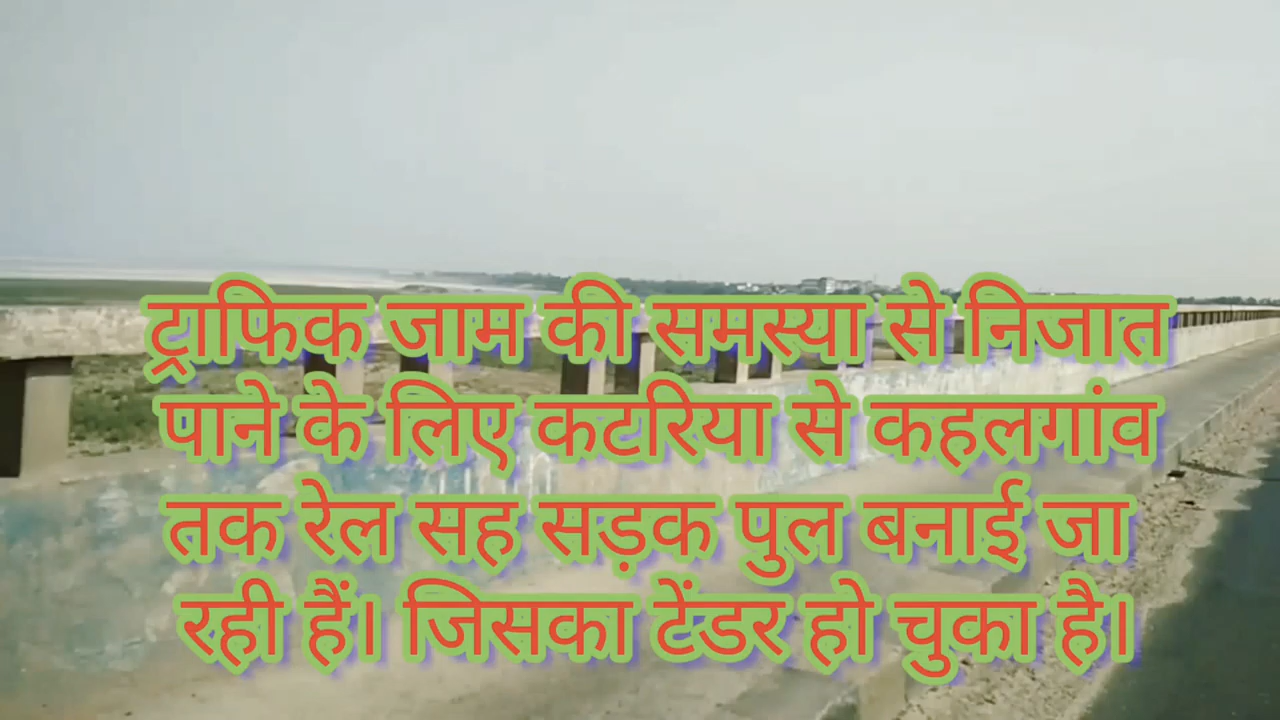 ट्राफिक जाम की समस्या से निजात
पाने के लिए कटरिया से कहलगांव
तक रेल सह सड़क पुल बनाई जा
रही हैं। जिसका टेंडर हो चुका है।